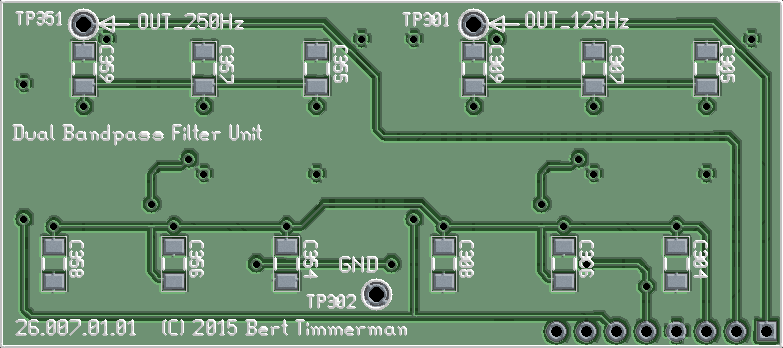 TP351 OUT_250Hz TP301 OUT_125Hz
C359 C357 C355 C309 C307 C305
Dual Bandpass Filter Unit
C358 C356 C354 C308 C306 C304
GND
TP302
26.007.01.01 (C) 2015 Bert Timmerman